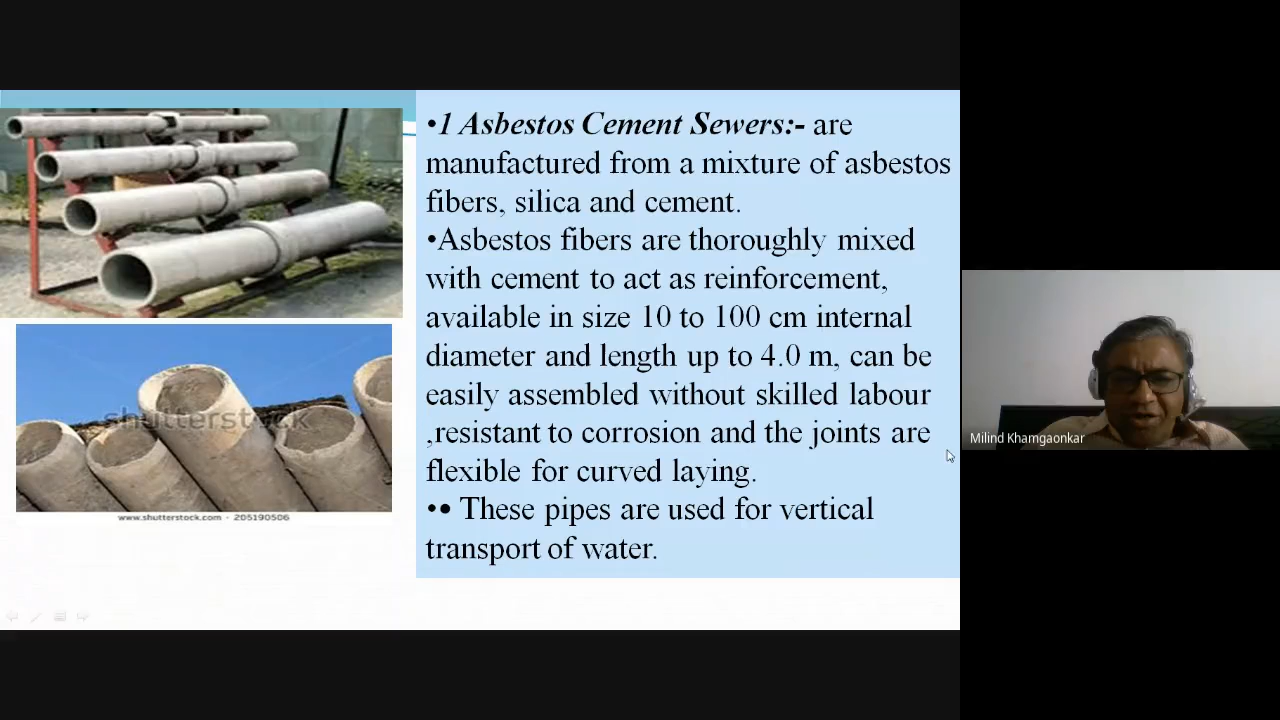 •1 Asbestos Cement Sewers:- are
manufactured from a mixture of asbestos
fibers, silica and cement.
•Asbestos fibers are thoroughly mixed
with cement to act as reinforcement,
available in size 10 to 100 cm internal
diameter and length up to 4.0 m, can be
easily assembled without skilled labour
,resistant to corrosion and the joints are
flexible for curved laying.
•• These pipes are used for vertical
transport of water.
shutterstock
www.shutterstock.com · 205190506
Milind Khamgaonkar